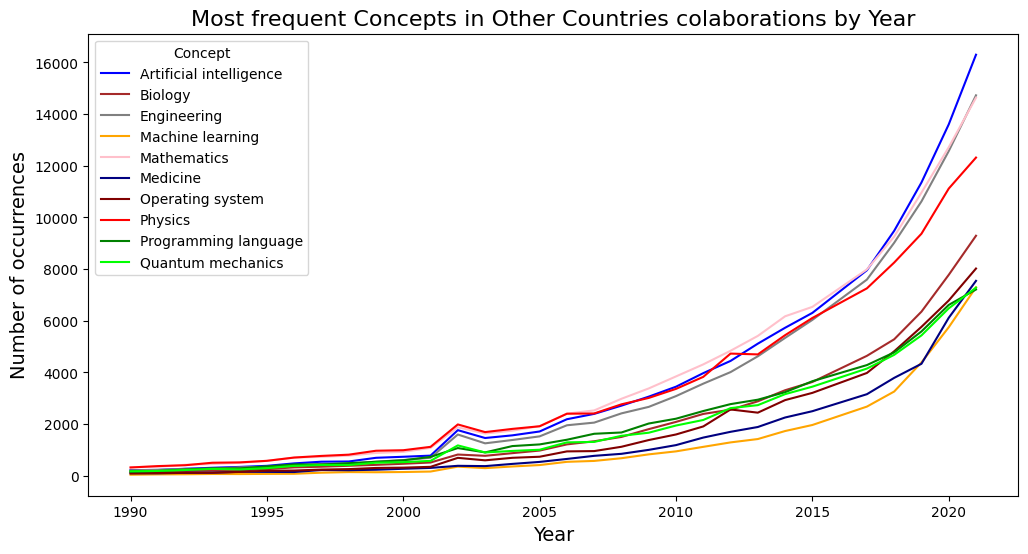 Most frequent Concepts in Other Countries colaborations by Year
Number of occurrences
16000
14000
12000
10000
8000
6000
4000
2000
0
Concept
Artificial intelligence
Biology
Engineering
Machine learning
Mathematics
Medicine
Operating system
Physics
Programming language
Quantum mechanics
1990 1995 2000 2005 2010 2015 2020
Year